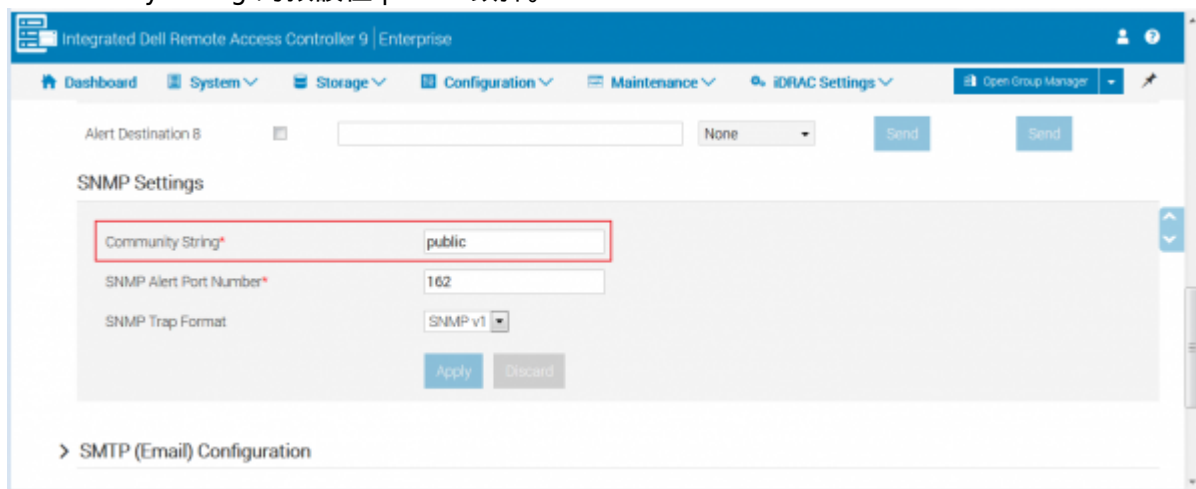 Integrated Dell Remote Access Controller 9 | Enterprise
Dashboard System Storage Configuration Maintenance iDRAC Settings Open Group Manager
Alert Destination 8 None Send Send
SNMP Settings
Community String* public
SNMP Alert Port Number* 162
SNMP Trap Format SNMP v1
Apply Discard
SMTP (Email) Configuration